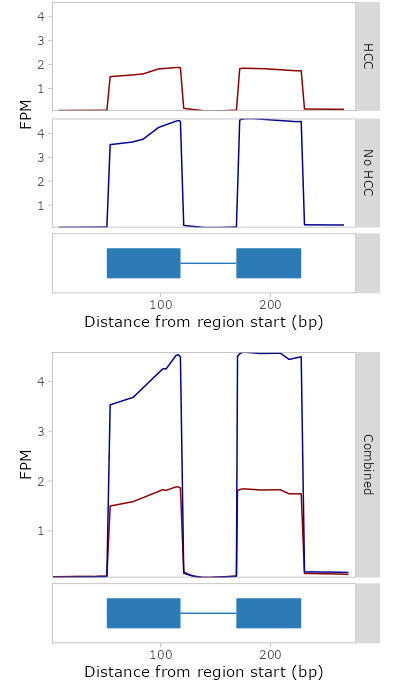 4
3
2
1
HCC
FPM
4
3
2
1
No HCC
100
200
Distance from region start (bp)
4
3
2
1
FPM
Combined
100
200
Distance from region start (bp)